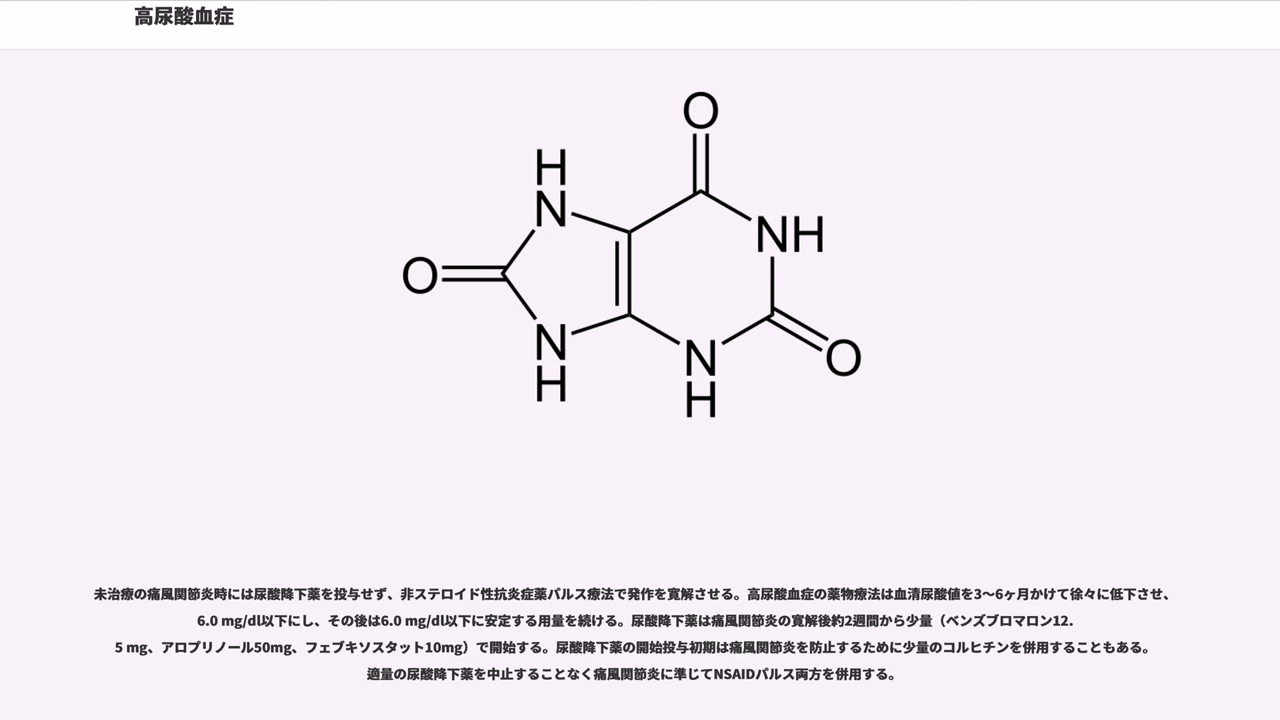 高尿酸血症
O
H
N
NH
O
N
H
N
H
O
未治療の痛風関節炎時には尿酸降下薬を投与せず、非ステロイド性抗炎症薬パルス療法で発作を寛解させる。高尿酸血症の薬物療法は血清尿酸値を3〜6ヶ月かけて徐々に低下させ、
6.0 mg/dl以下にし、その後は6.0 mg/dl以下に安定する用量を続ける。尿酸降下薬は痛風関節炎の寛解後約2週間から少量（ベンズブロマロン12.
5 mg、アロプリノール50mg、フェブキソスタット10mg）で開始する。尿酸降下薬の開始投与初期は痛風関節炎を防止するために少量のコルヒチンを併用することもある。
適量の尿酸降下薬を中止することなく痛風関節炎に準じてNSAIDパルス両方を併用する。